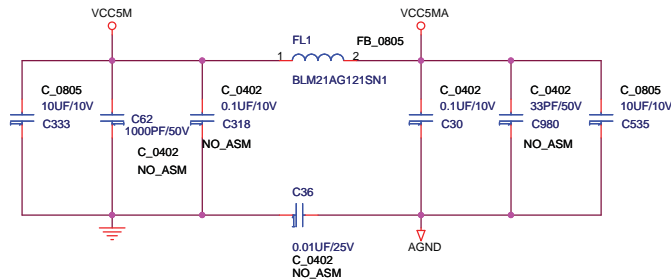 VCC5M
VCC5MA
FL1
FB_0805
1
2
BLM21AG121SN1
C_0805
10UF/10V
C333
C62
1000PF/50V
C_0402
NO_ASM
C_0402
0.1UF/10V
C318
NO_ASM
C_0402
0.1UF/10V
C30
C_0402
33PF/50V
C980
NO_ASM
C_0805
10UF/10V
C535
C36
0.01UF/25V
C_0402
NO_ASM
AGND